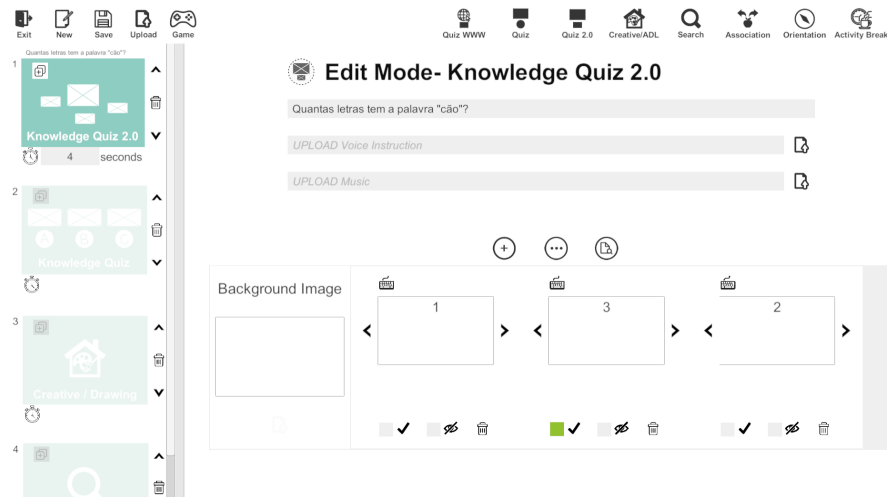 Exit New Save Upload Game Quiz WWW Quiz Quiz 2.0 Creative/ADL Search Association Orientation Activity Break
Quantas letras tem a palavra "cão"?
1
Knowledge Quiz 2.0
4 seconds
2
A B C
Knowledge Quiz
3
Creative / Drawing
4
Edit Mode- Knowledge Quiz 2.0
Quantas letras tem a palavra "cão"?
UPLOAD Voice Instruction
UPLOAD Music
Background Image
1 3 2